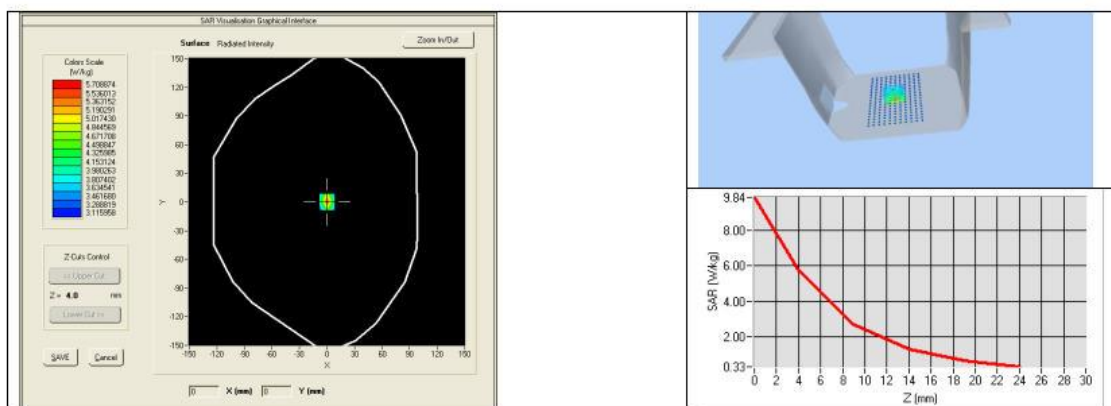 SAR Visualisation Graphical Interface
Surface Radiated Intensity
Zoom In/Out
Colors Scale
(W/kg)
5.708874
5.536013
5.363152
5.190291
5.017430
4.844569
4.671708
4.498847
4.325985
4.153124
3.980263
3.807402
3.634541
3.461680
3.288819
3.115958
150
120
90
60
30
0
-30
-60
-90
-120
-150
Y
-150 -120 -90 -60 -30 0 30 60 90 120 150
X
Z-Cuts Control
<< Upper Cut
Z = 4.0 mm
Lower Cut >>
SAVE Cancel
0 X (mm) 0 Y (mm)
9.84
8.00
6.00
4.00
2.00
0.33
SAR (W/kg)
0 2 4 6 8 10 12 14 16 18 20 22 24 26 28 30
Z (mm)